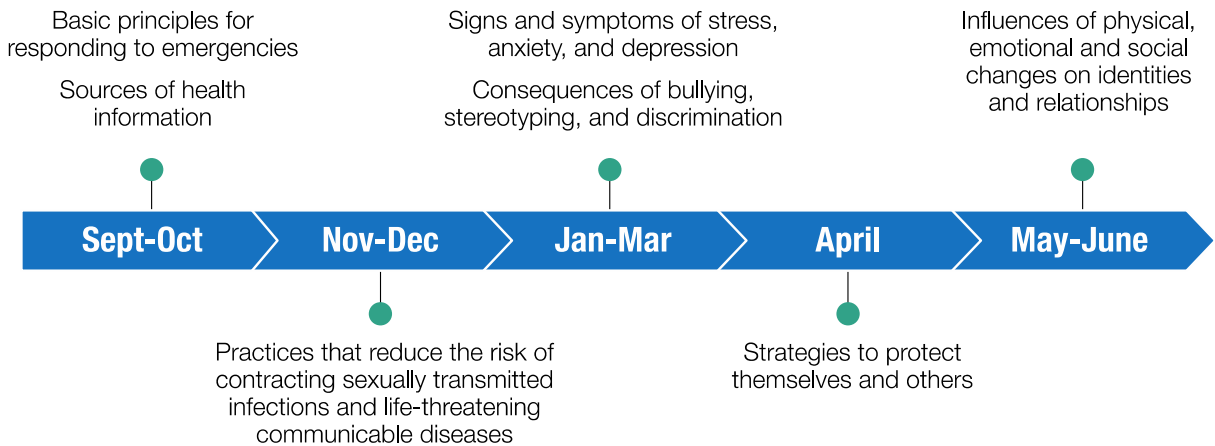 Basic principles for
responding to emergencies
Sources of health
information
Signs and symptoms of stress,
anxiety, and depression
Consequences of bullying,
stereotyping, and discrimination
Influences of physical,
emotional and social
changes on identities
and relationships
Sept-Oct
Nov-Dec
Jan-Mar
April
May-June
Practices that reduce the risk of
contracting sexually transmitted
infections and life-threatening
communicable diseases
Strategies to protect
themselves and others